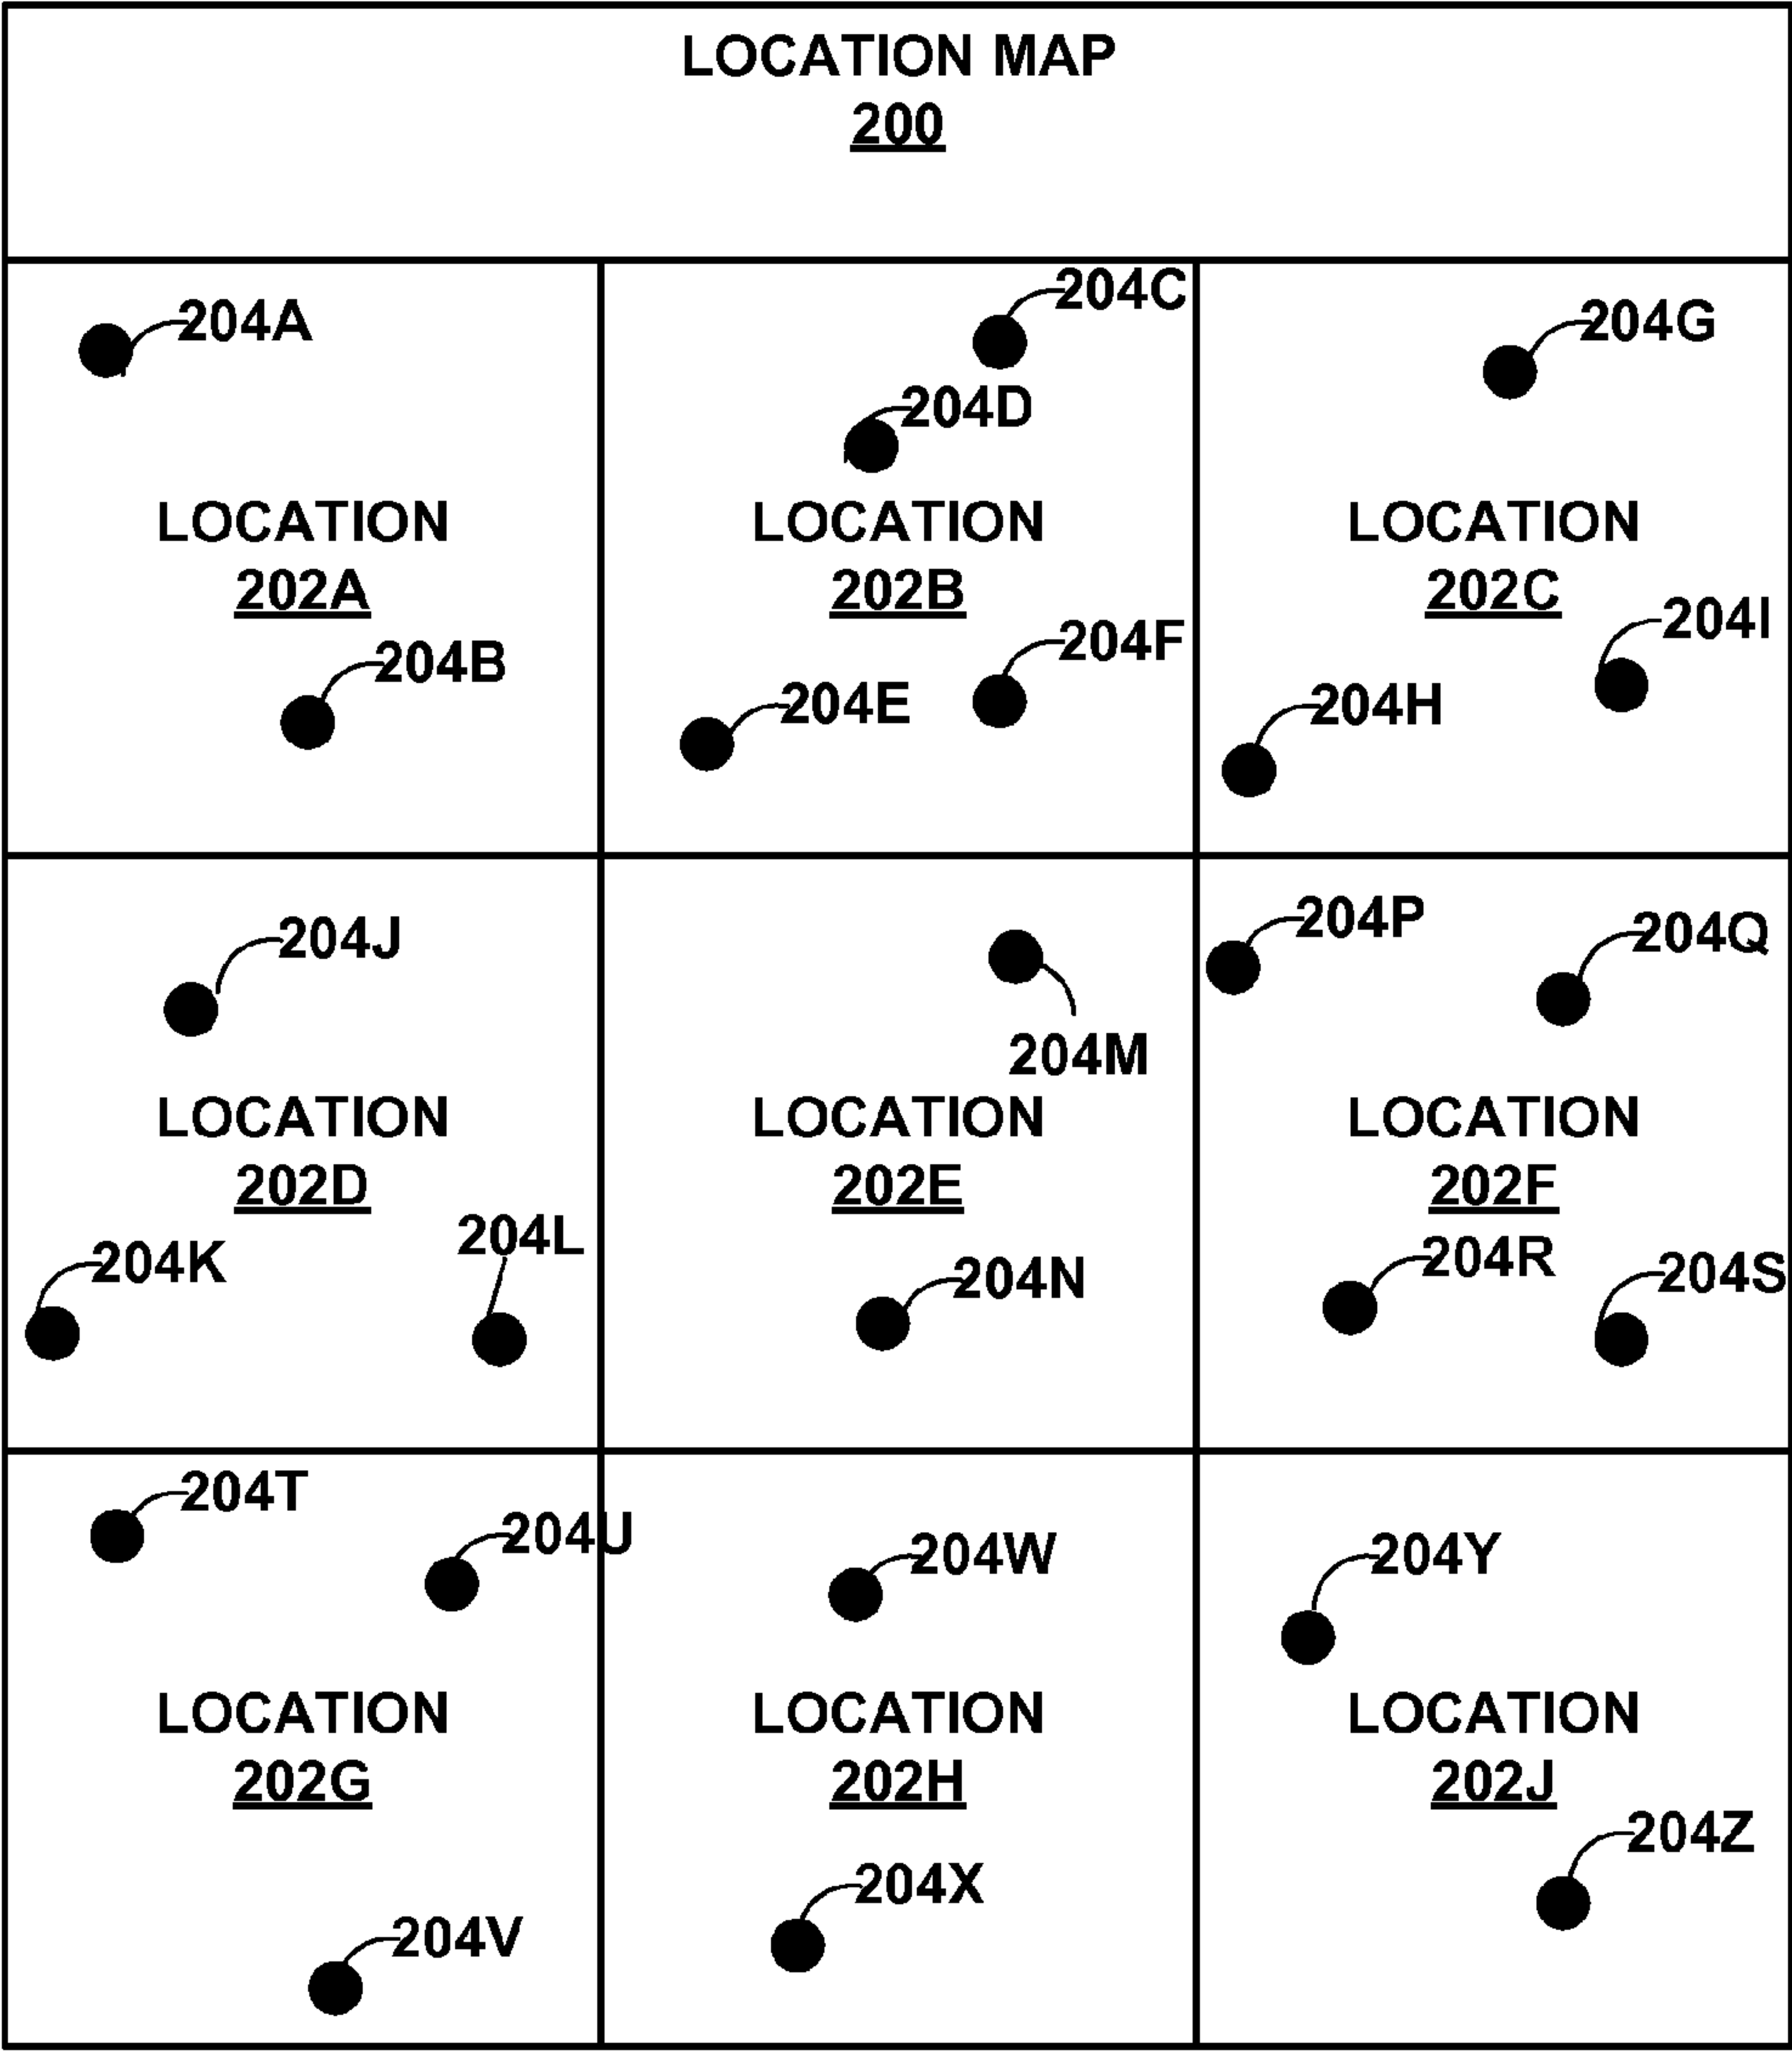 LOCATION MAP
200
204A
204B
LOCATION
202A
204C
204D
LOCATION
202B
204E
204F
204G
LOCATION
202C
204H
204I
204J
LOCATION
202D
204K
204L
204M
LOCATION
202E
204N
204P
204Q
LOCATION
202F
204R
204S
204T
204U
LOCATION
202G
204V
204W
LOCATION
202H
204X
204Y
LOCATION
202J
204Z